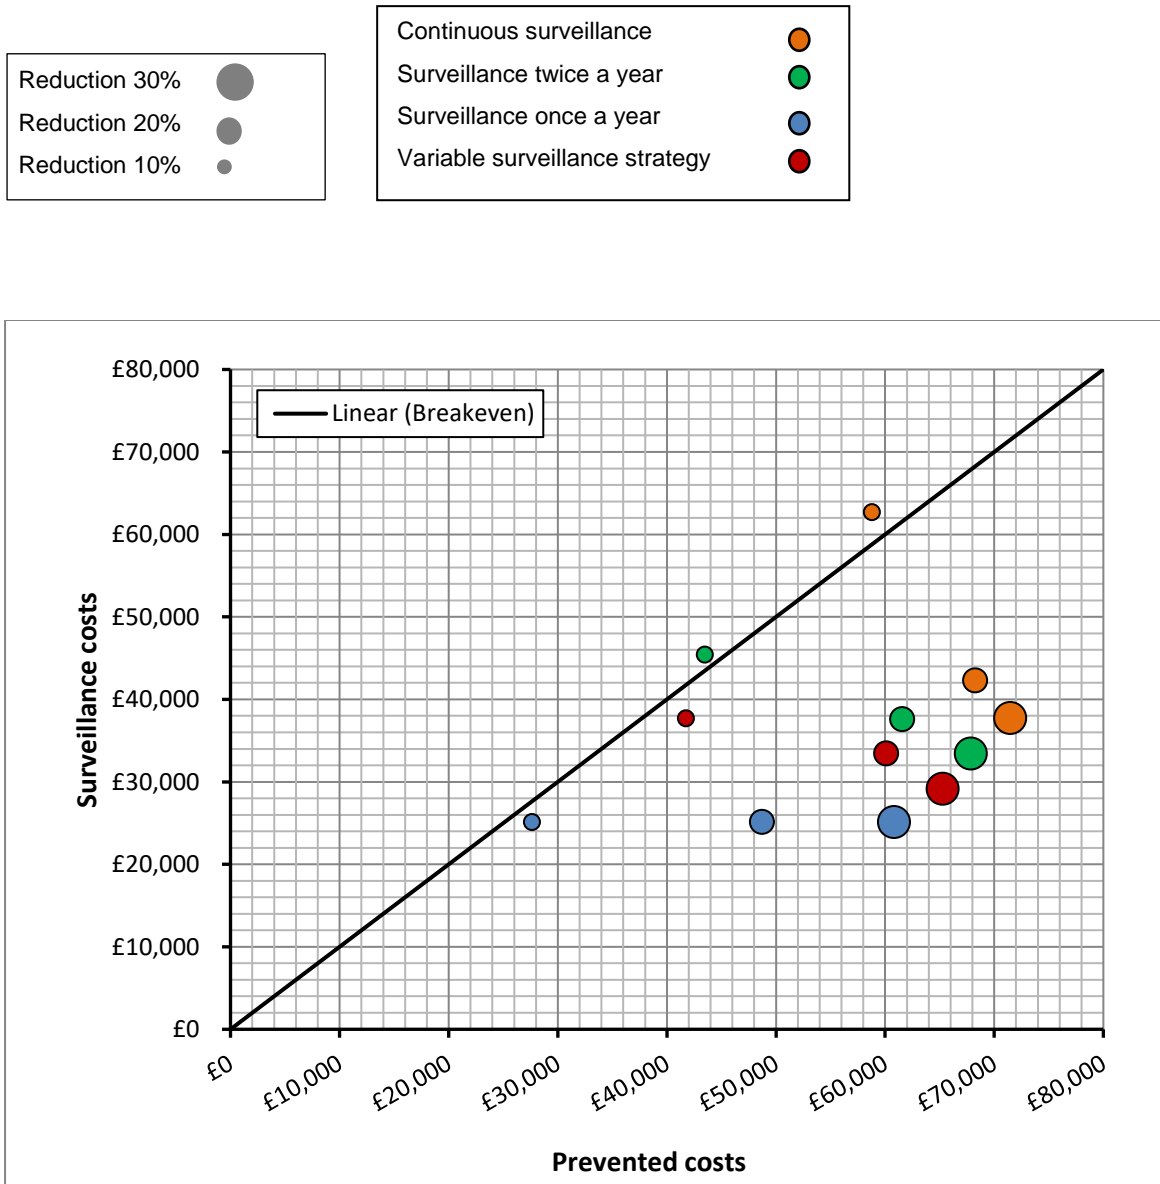 Reduction 30%
Reduction 20%
Reduction 10%
Continuous surveillance
Surveillance twice a year
Surveillance once a year
Variable surveillance strategy
£80,000
£70,000
£60,000
£50,000
£40,000
£30,000
£20,000
£10,000
£0
Linear (Breakeven)
Surveillance costs
£0
£10,000
£20,000
£30,000
£40,000
£50,000
£60,000
£70,000
£80,000
Prevented costs